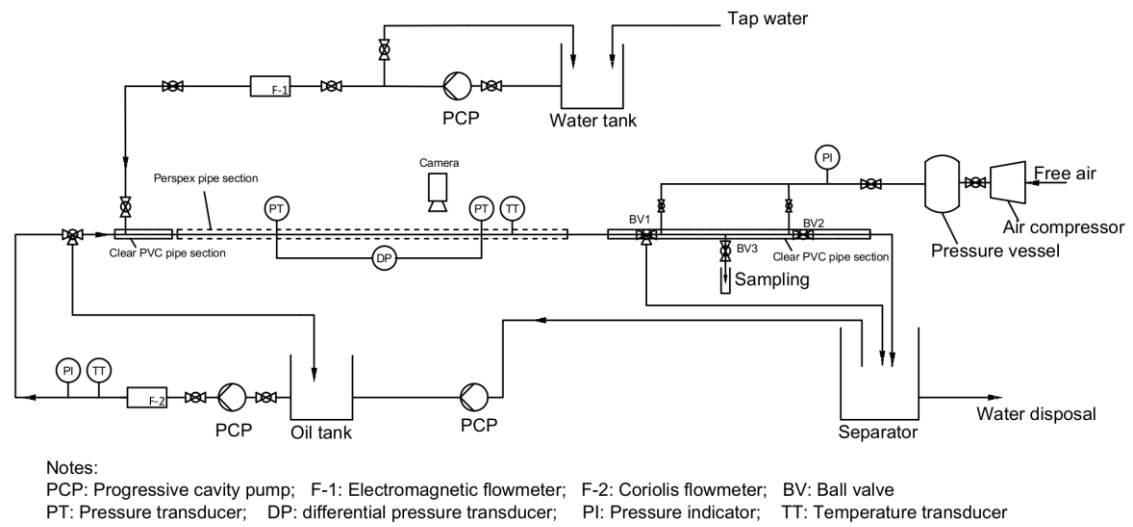 Tap water
F-1
PCP
Water tank
Camera
PI
Free air
Perspex pipe section
PT
PT
TT
BV1
BV2
Air compressor
Clear PVC pipe section
DP
BV3
Clear PVC pipe section
Pressure vessel
Sampling
PI
TT
F-2
PCP
Oil tank
PCP
Separator
Water disposal
Notes:
PCP: Progressive cavity pump; F-1: Electromagnetic flowmeter; F-2: Coriolis flowmeter; BV: Ball valve
PT: Pressure transducer; DP: differential pressure transducer; PI: Pressure indicator; TT: Temperature transducer